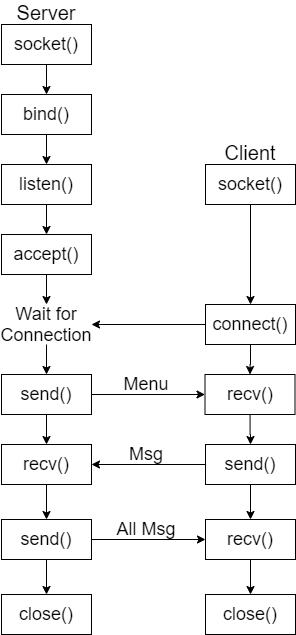 Server
socket()
bind()
listen()
Client
socket()
accept()
Wait for
Connection
connect()
send()
Menu
recv()
recv()
Msg
send()
send()
All Msg
recv()
close()
close()